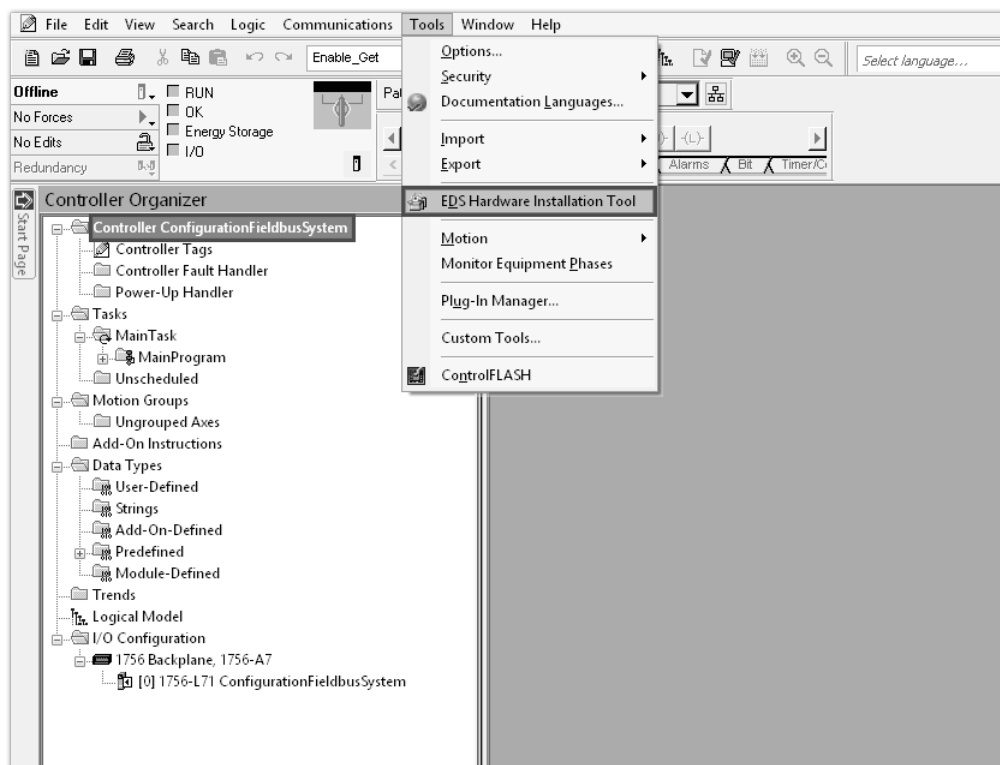 File Edit View Search Logic Communications Tools Window Help
Enable_Get
Select language...
Offline
RUN
No Forces
OK
No Edits
Energy Storage
Redundancy
I/O
-(L)-
Alarms Bit
Options...
Security
Documentation Languages...
Import
Export
EDS Hardware Installation Tool
Motion
Monitor Equipment Phases
Plug-In Manager...
Custom Tools...
ControlFLASH
Start Page
Controller Organizer
Controller ConfigurationFieldbusSystem
Controller Tags
Controller Fault Handler
Power-Up Handler
Tasks
MainTask
MainProgram
Unscheduled
Motion Groups
Ungrouped Axes
Add-On Instructions
Data Types
User-Defined
Strings
Add-On-Defined
Predefined
Module-Defined
Trends
Logical Model
I/O Configuration
1756 Backplane, 1756-A7
[0] 1756-L71 ConfigurationFieldbusSystem